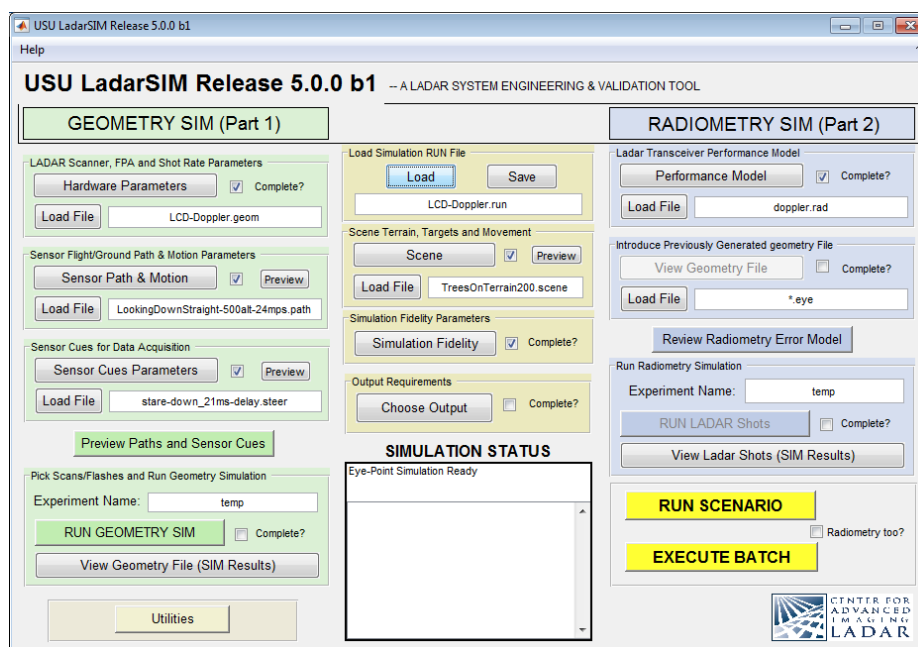 USU LadarSIM Release 5.0.0 b1
Help
USU LadarSIM Release 5.0.0 b1 -- A LADAR SYSTEM ENGINEERING & VALIDATION TOOL
GEOMETRY SIM (Part 1)
LADAR Scanner, FPA and Shot Rate Parameters
Hardware Parameters Complete?
Load File LCD-Doppler.geom
Sensor Flight/Ground Path & Motion Parameters
Sensor Path & Motion Preview
Load File LookingDownStraight-500alt-24mps.path
Sensor Cues for Data Acquisition
Sensor Cues Parameters Preview
Load File stare-down_21ms-delay.steer
Preview Paths and Sensor Cues
Pick Scans/Flashes and Run Geometry Simulation
Experiment Name: temp
RUN GEOMETRY SIM Complete?
View Geometry File (SIM Results)
Utilities
Load Simulation RUN File
Load Save
LCD-Doppler.run
Scene Terrain, Targets and Movement
Scene Preview
Load File TreesOnTerrain200.scene
Simulation Fidelity Parameters
Simulation Fidelity Complete?
Output Requirements
Choose Output Complete?
SIMULATION STATUS
Eye-Point Simulation Ready
RADIOMETRY SIM (Part 2)
Ladar Transceiver Performance Model
Performance Model Complete?
Load File doppler.rad
Introduce Previously Generated geometry File
View Geometry File Complete?
Load File *.eye
Review Radiometry Error Model
Run Radiometry Simulation
Experiment Name: temp
RUN LADAR Shots Complete?
View Ladar Shots (SIM Results)
RUN SCENARIO
Radiometry too?
EXECUTE BATCH
CENTER FOR
ADVANCED
IMAGING
LADAR